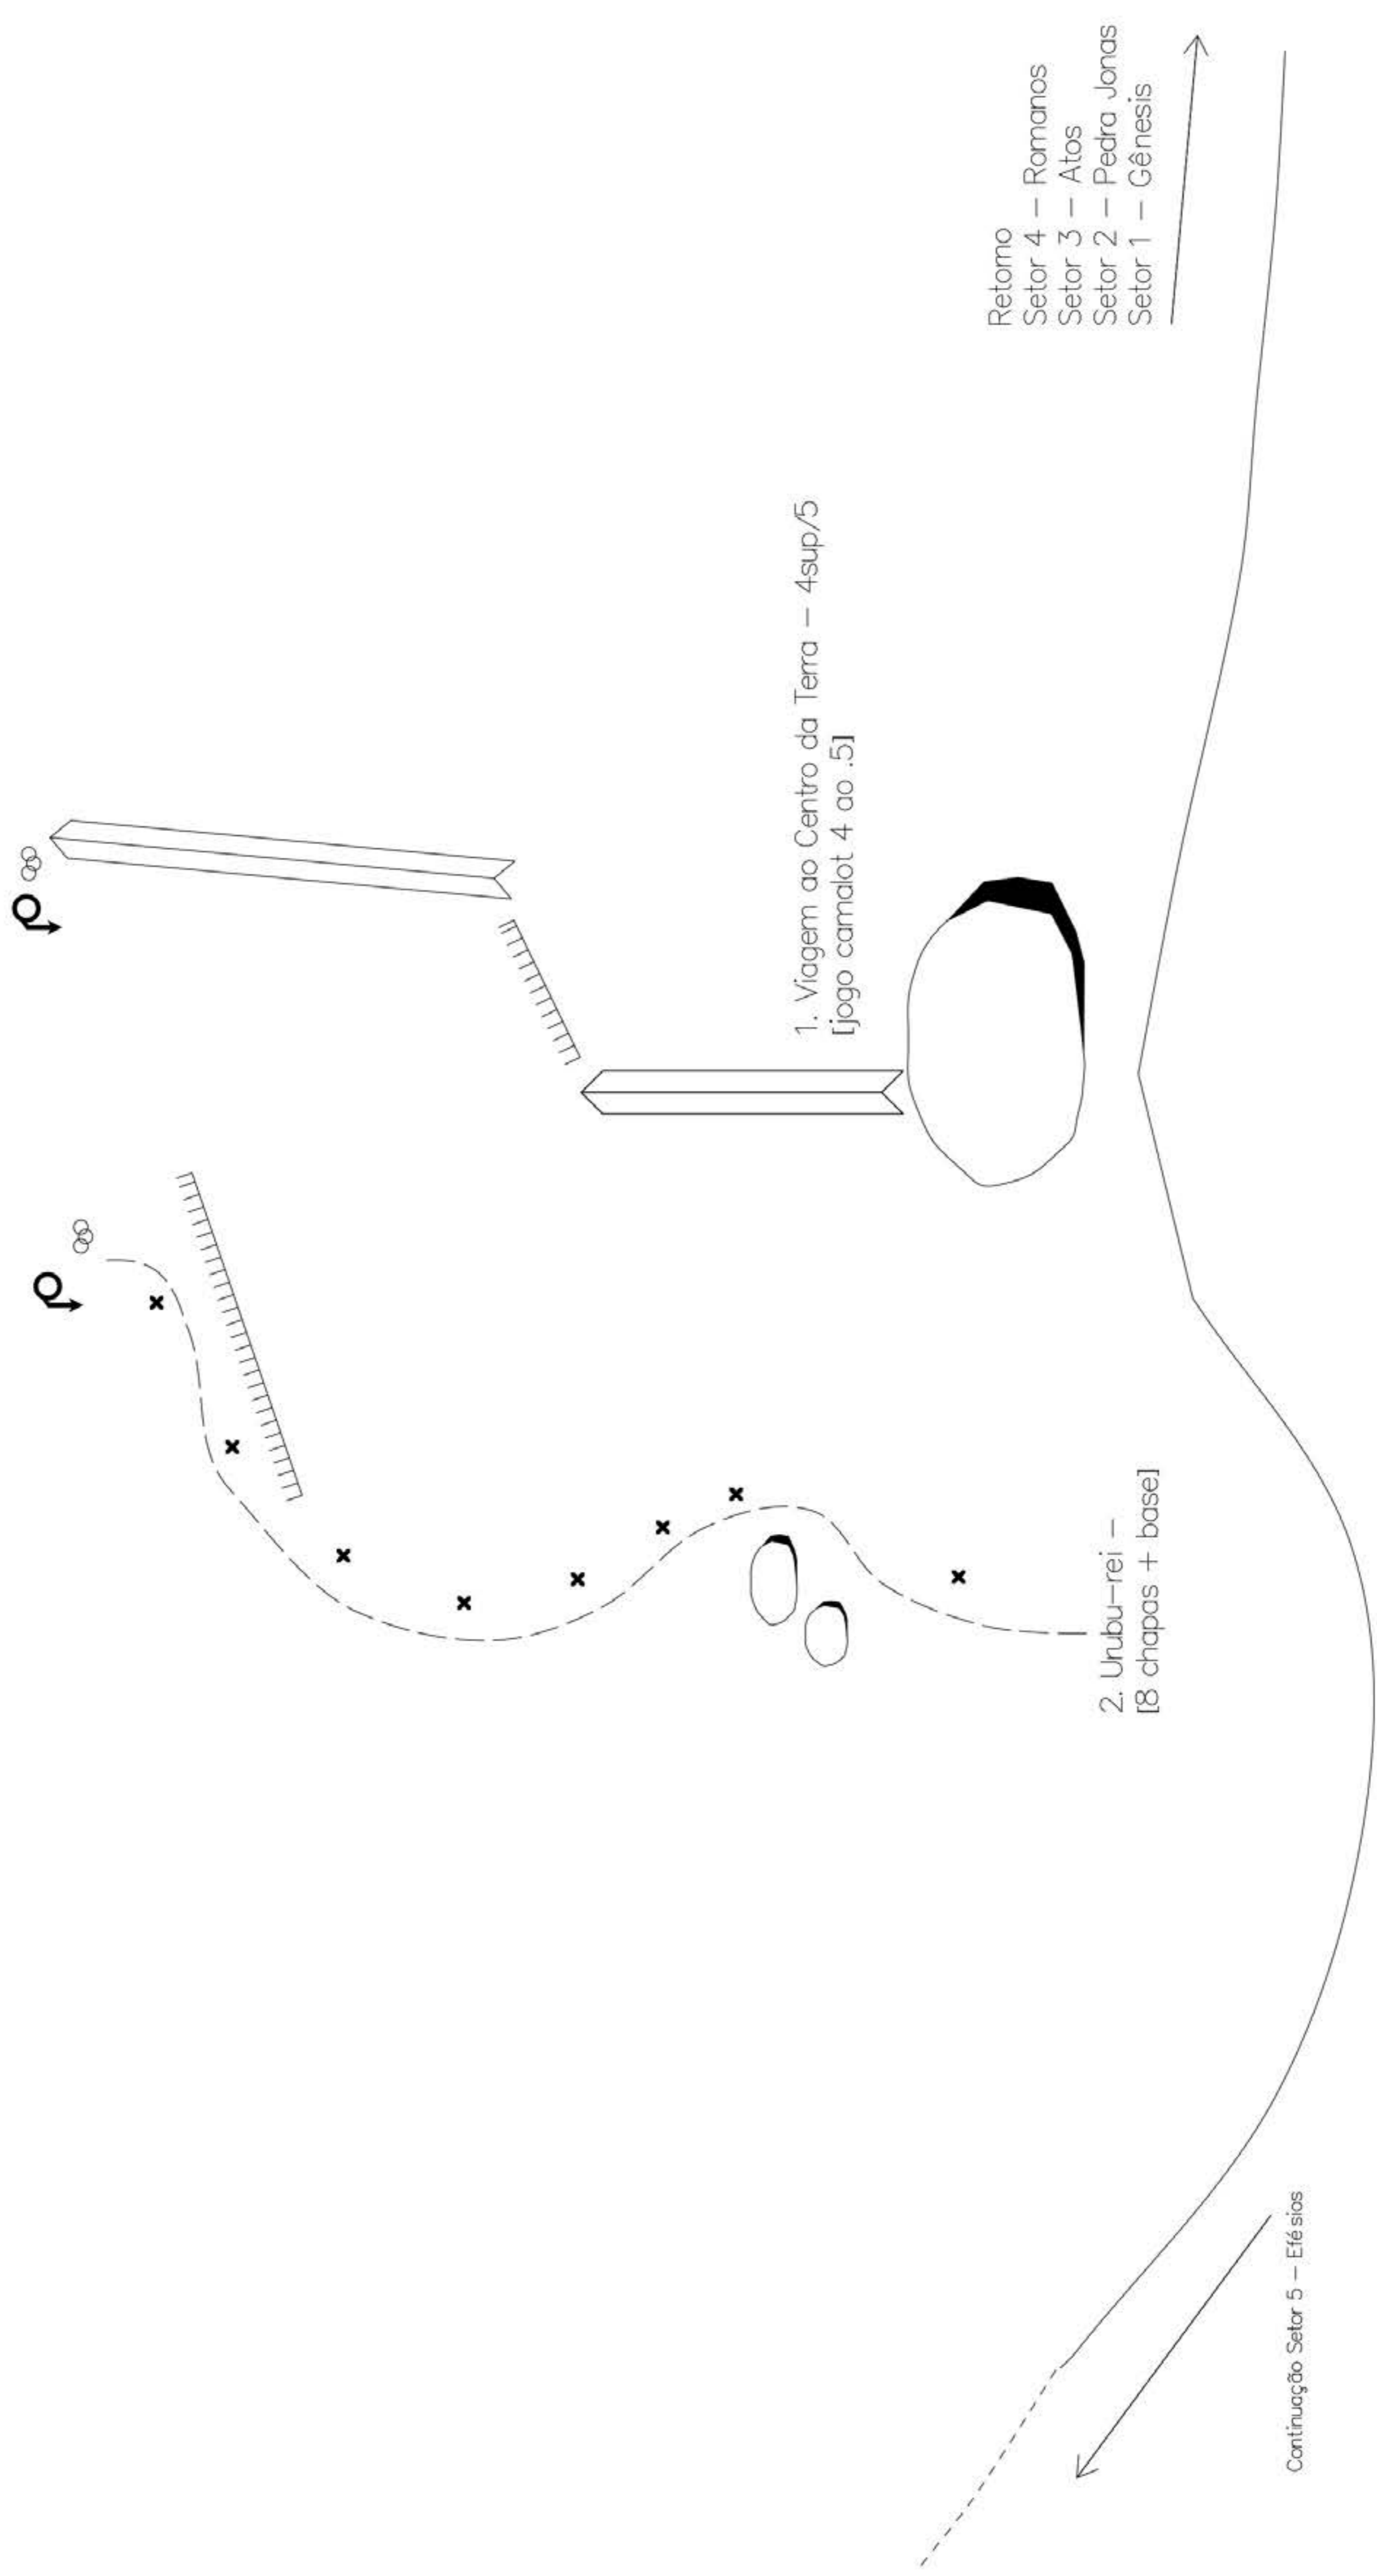 Retorno
Setor 4 – Romanos
Setor 3 – Atos
Setor 2 – Pedra Jonas
Setor 1 – Gênesis
1. Viagem ao Centro da Terra – 4sup/5
[jogo camalot 4 ao .5]
2. Urubu–rei –
[8 chapas + base]
Continuação Setor 5 – Efésios